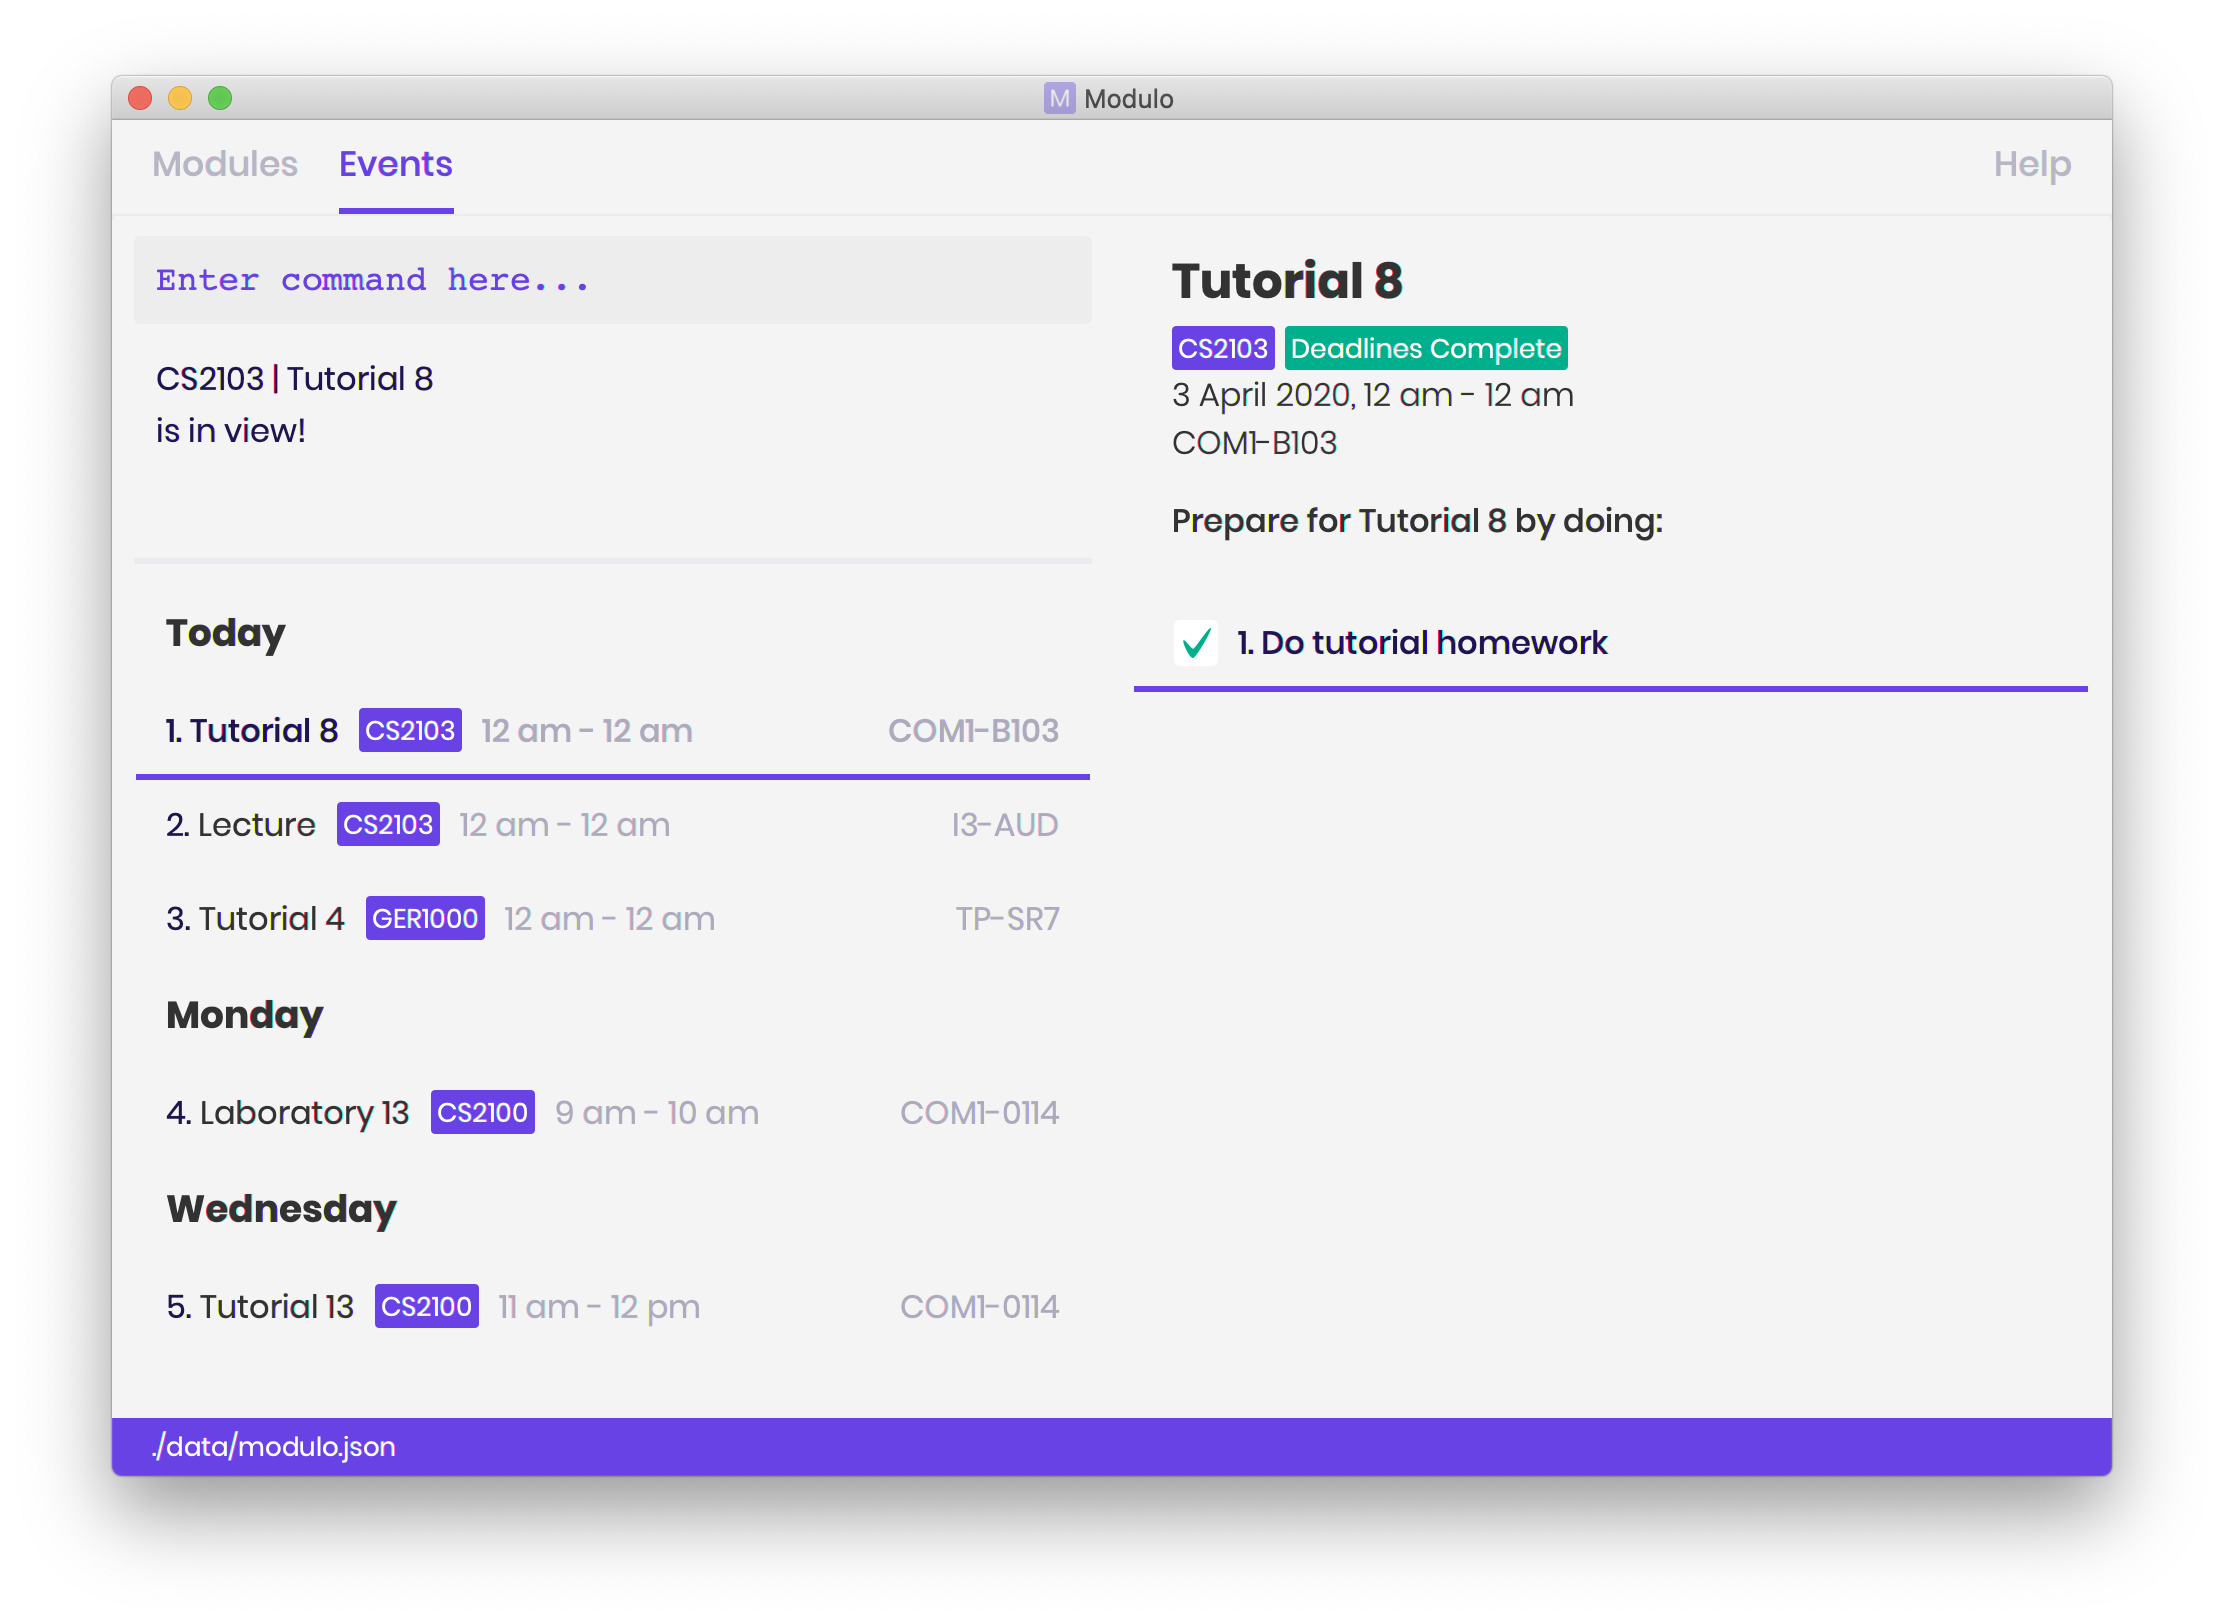 M Modulo
Modules Events Help
Enter command here...
CS2103 | Tutorial 8
is in view!
Today
1. Tutorial 8 CS2103 12 am - 12 am COM1-B103
2. Lecture CS2103 12 am - 12 am I3-AUD
3. Tutorial 4 GER1000 12 am - 12 am TP-SR7
Monday
4. Laboratory 13 CS2100 9 am - 10 am COM1-0114
Wednesday
5. Tutorial 13 CS2100 11 am - 12 pm COM1-0114
Tutorial 8
CS2103 Deadlines Complete
3 April 2020, 12 am - 12 am
COM1-B103
Prepare for Tutorial 8 by doing:
1. Do tutorial homework
./data/modulo.json